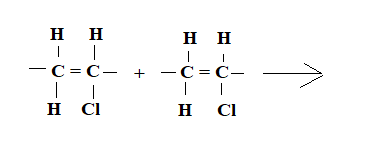 H H H H
C = C + C = C
H Cl H Cl